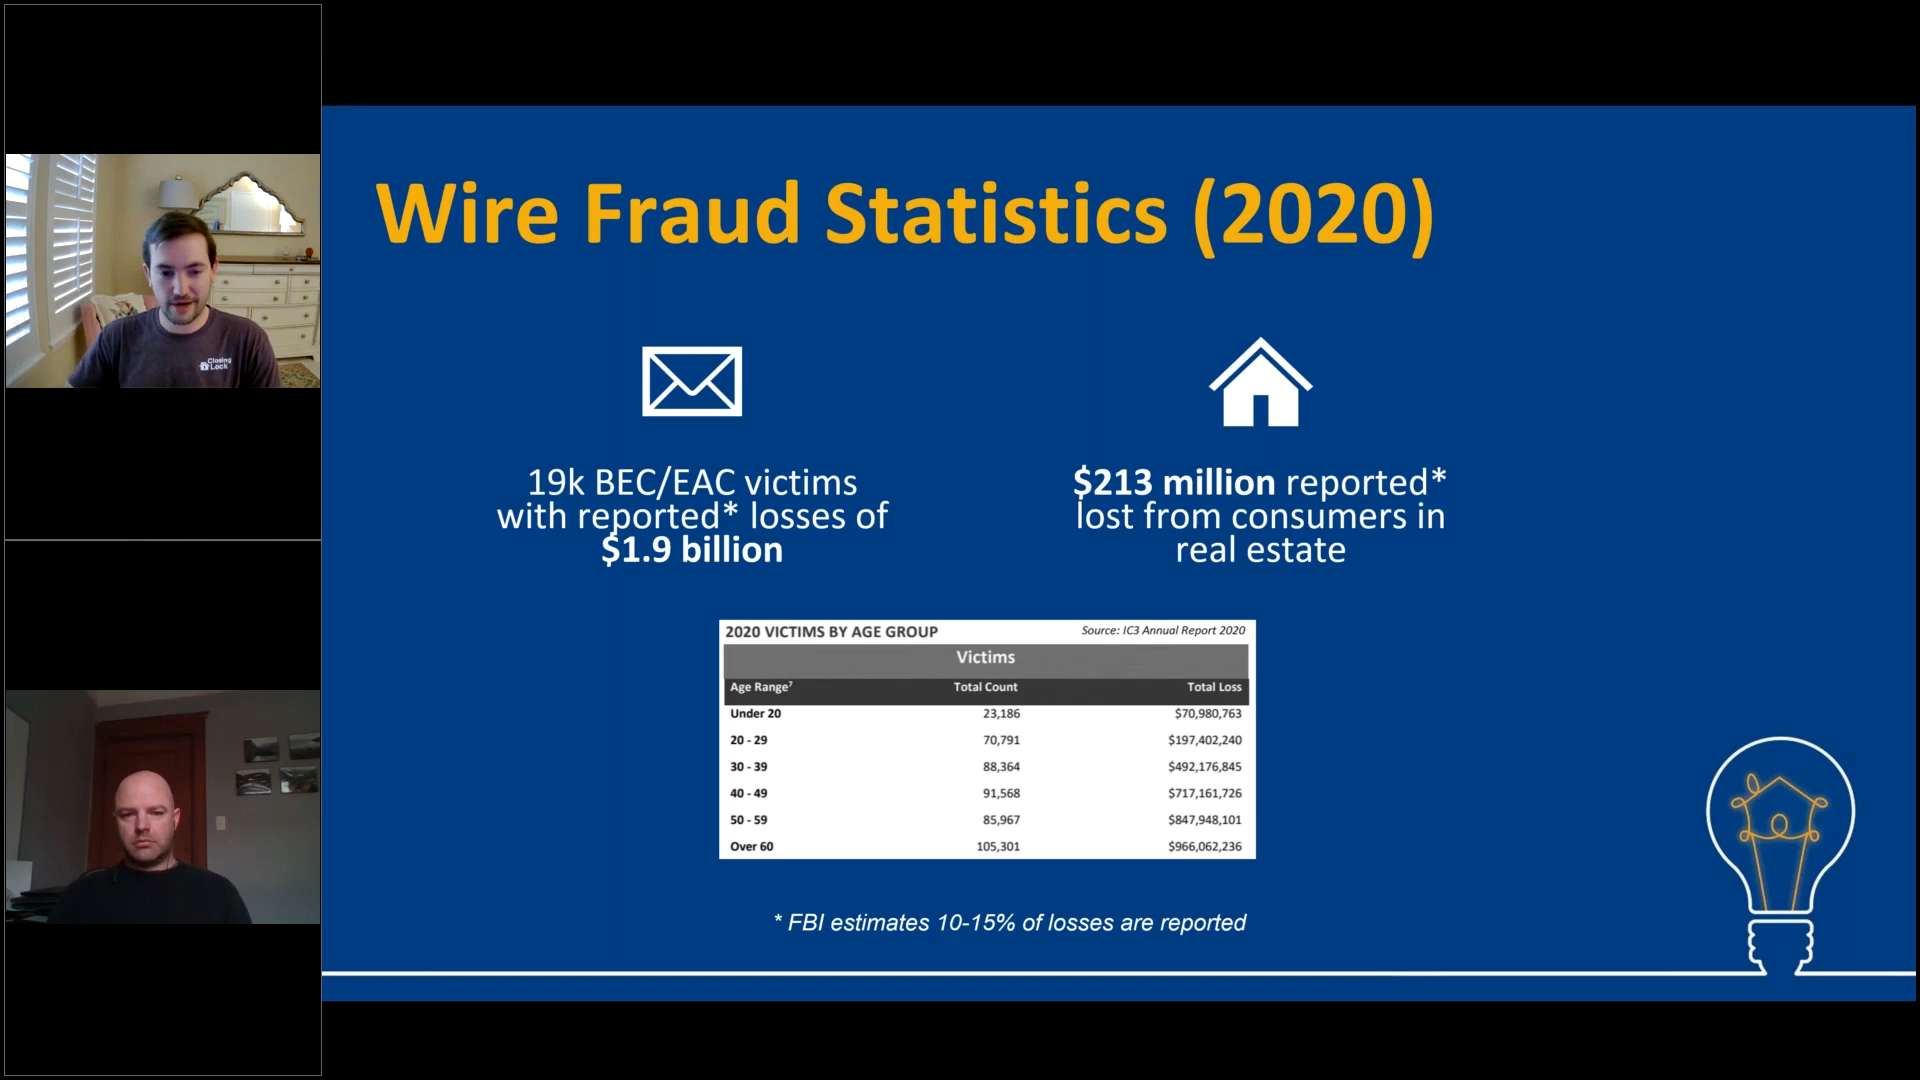 Closing
Lock
Wire Fraud Statistics (2020)
19k BEC/EAC victims
with reported* losses of
$1.9 billion
$213 million reported*
lost from consumers in
real estate
2020 VICTIMS BY AGE GROUP Source: IC3 Annual Report 2020
Victims
Age Range⁷ Total Count Total Loss
Under 20 23,186 $70,980,763
20 - 29 70,791 $197,402,240
30 - 39 88,364 $492,176,845
40 - 49 91,568 $717,161,726
50 - 59 85,967 $847,948,101
Over 60 105,301 $966,062,236
* FBI estimates 10-15% of losses are reported